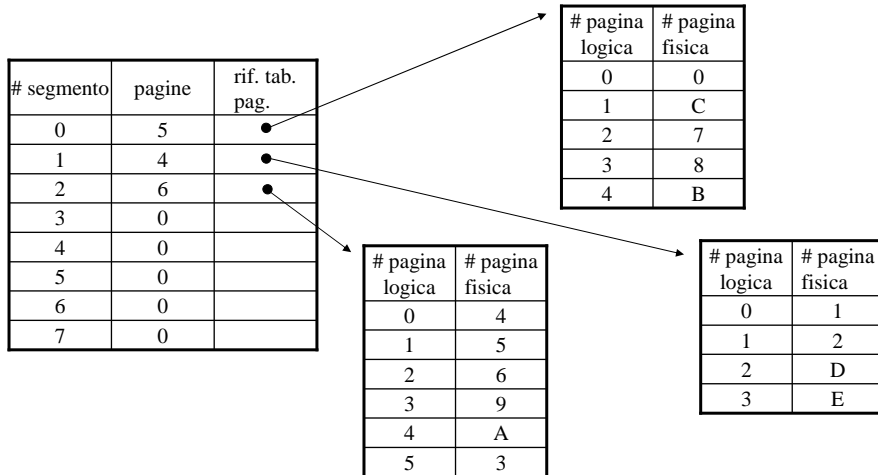 # segmento pagine rif. tab. pag.
0 5
1 4
2 6
3 0
4 0
5 0
6 0
7 0
# pagina logica # pagina fisica
0 0
1 C
2 7
3 8
4 B
# pagina logica # pagina fisica
0 4
1 5
2 6
3 9
4 A
5 3
# pagina logica # pagina fisica
0 1
1 2
2 D
3 E